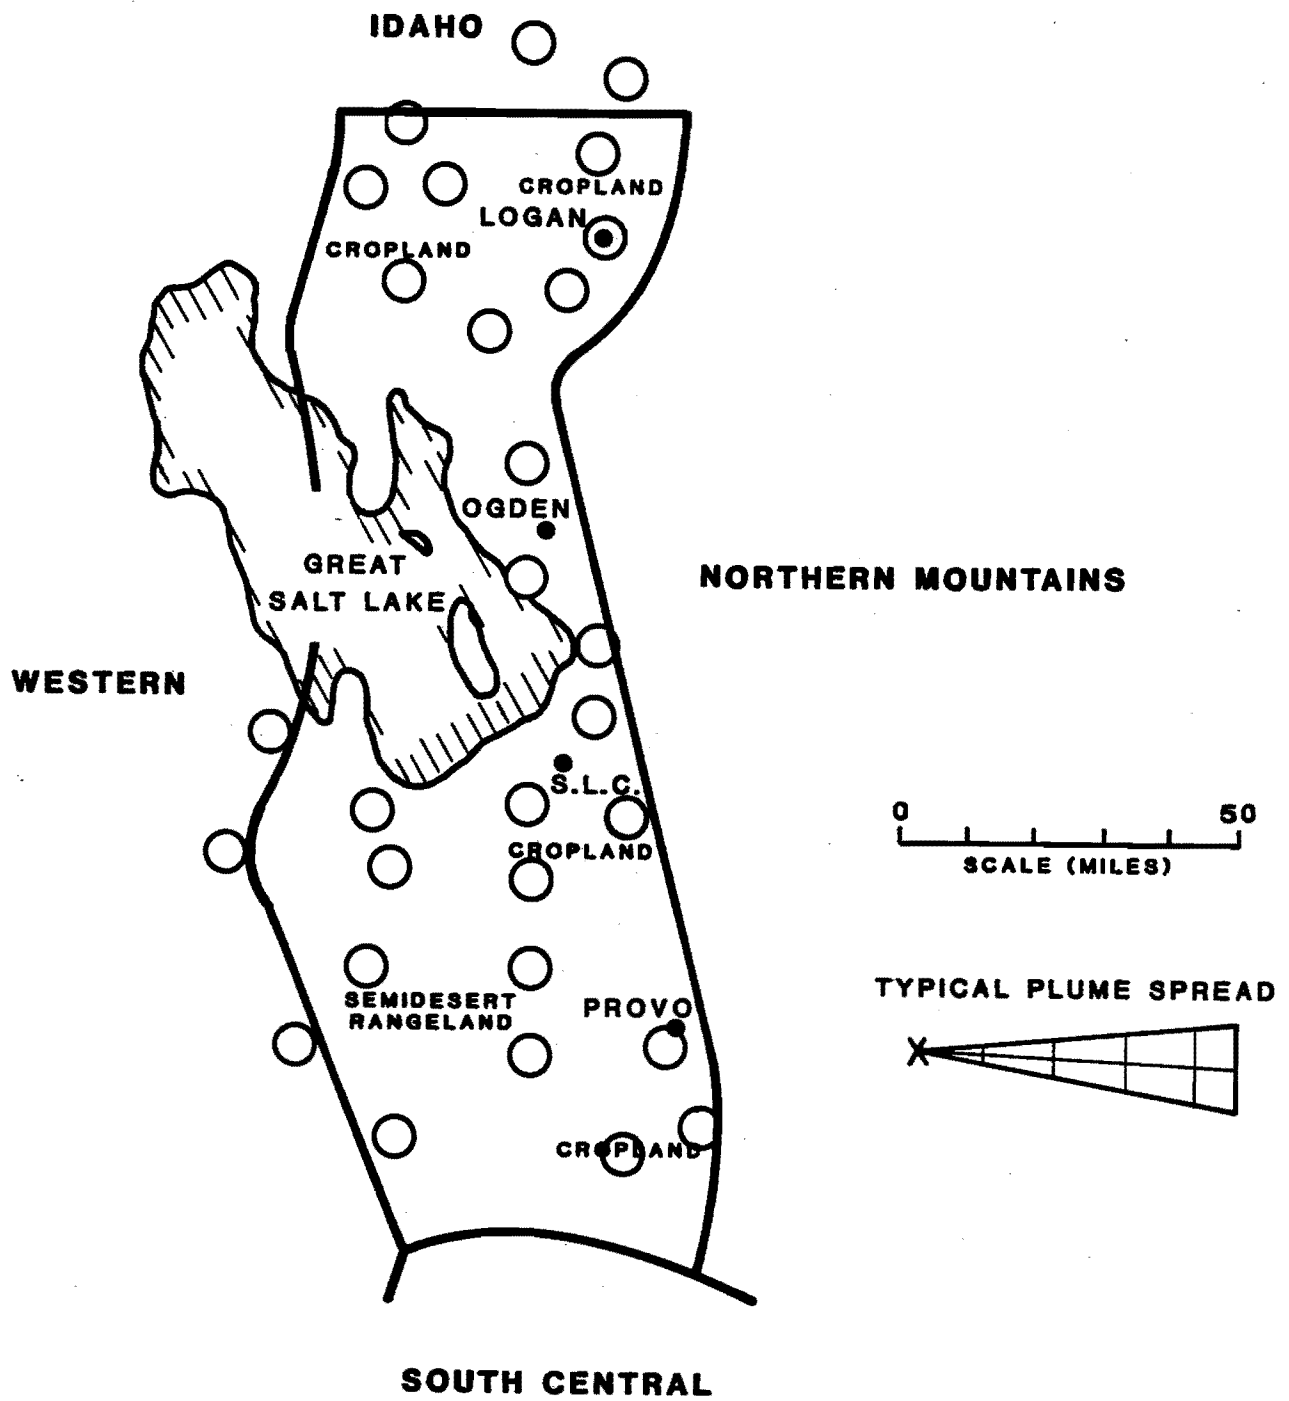 IDAHO
CROPLAND
LOGAN
CROPLAND
OGDEN
GREAT
SALT LAKE
NORTHERN MOUNTAINS
WESTERN
S.L.C.
0 50
CROPLAND
SCALE (MILES)
TYPICAL PLUME SPREAD
SEMIDESERT
RANGELAND
PROVO
X
CROPLAND
SOUTH CENTRAL